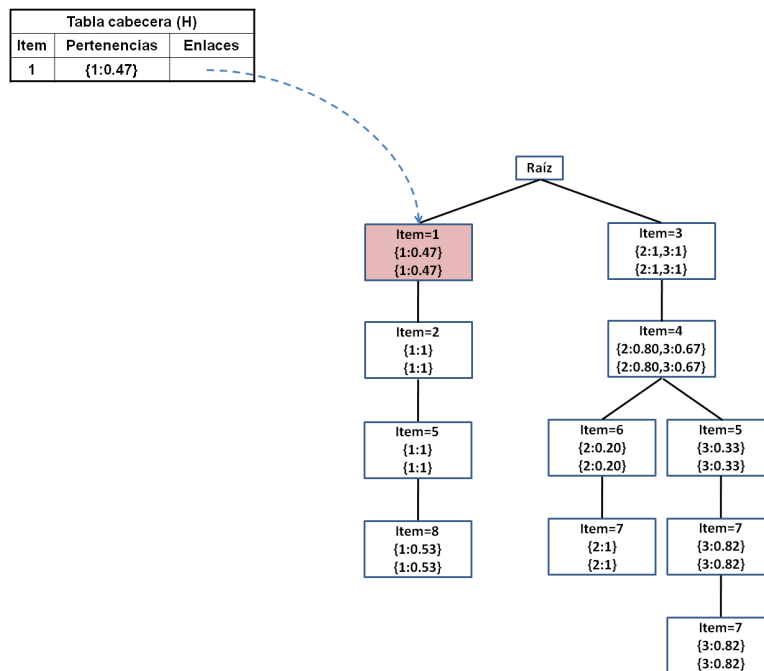 Tabla cabecera (H)
Item Pertenencias Enlaces
1 {1:0.47}
Raíz
Item=1
{1:0.47}
{1:0.47}
Item=3
{2:1,3:1}
{2:1,3:1}
Item=2
{1:1}
{1:1}
Item=4
{2:0.80,3:0.67}
{2:0.80,3:0.67}
Item=5
{1:1}
{1:1}
Item=6
{2:0.20}
{2:0.20}
Item=5
{3:0.33}
{3:0.33}
Item=8
{1:0.53}
{1:0.53}
Item=7
{2:1}
{2:1}
Item=7
{3:0.82}
{3:0.82}
Item=7
{3:0.82}
{3:0.82}